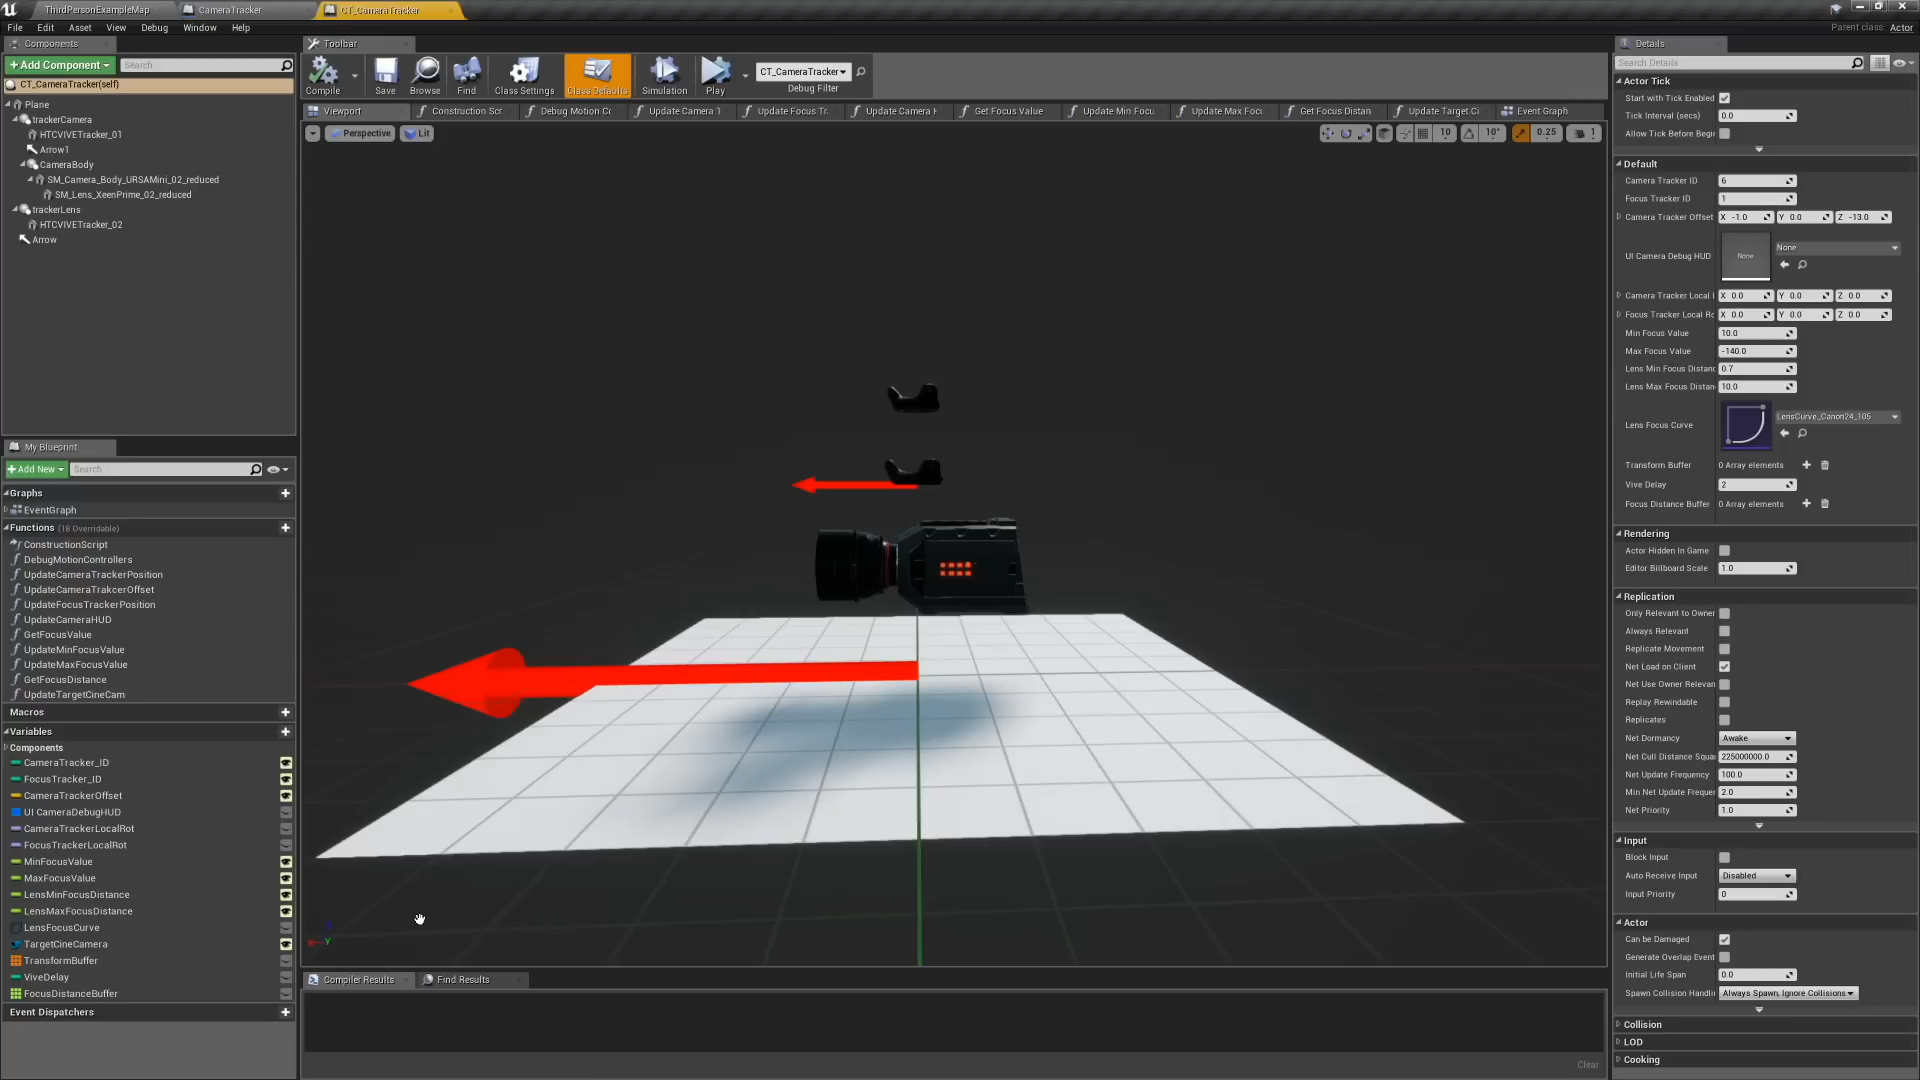 ThirdPersonExampleMap
CameraTracker
CT_CameraTracker
File Edit Asset View Debug Window Help
Parent class: Actor
Components
+ Add Component
Search
CT_CameraTracker(self)
Plane
trackerCamera
HTCVIVETracker_01
Arrow1
CameraBody
SM_Camera_Body_URSAMini_02_reduced
SM_Lens_XeenPrime_02_reduced
trackerLens
HTCVIVETracker_02
Arrow
My Blueprint
+ Add New
Search
Graphs
EventGraph
Functions (18 Overridable)
ConstructionScript
DebugMotionControllers
UpdateCameraTrackerPosition
UpdateCameraTrakcerOffset
UpdateFocusTrackerPosition
UpdateCameraHUD
GetFocusValue
UpdateMinFocusValue
UpdateMaxFocusValue
GetFocusDistance
UpdateTargetCineCam
Macros
Variables
Components
CameraTracker_ID
FocusTracker_ID
CameraTrackerOffset
UI CameraDebugHUD
CameraTrackerLocalRot
FocusTrackerLocalRot
MinFocusValue
MaxFocusValue
LensMinFocusDistance
LensMaxFocusDistance
LensFocusCurve
TargetCineCamera
TransformBuffer
ViveDelay
FocusDistanceBuffer
Event Dispatchers
Toolbar
Compile
Save
Browse
Find
Class Settings
Class Defaults
Simulation
Play
CT_CameraTracker
Debug Filter
Viewport
Construction Scr
Debug Motion Cc
Update Camera T
Update Focus Tr.
Update Camera H
Get Focus Value
Update Min Focu
Update Max Foc
Get Focus Distan
Update Target Ci
Event Graph
Perspective
Lit
10
10°
0.25
1
Y
Compiler Results
Find Results
Clear
Details
Search Details
Actor Tick
Start with Tick Enabled
Tick Interval (secs) 0.0
Allow Tick Before Begin
Default
Camera Tracker ID 6
Focus Tracker ID 1
Camera Tracker Offset X -1.0 Y 0.0 Z -13.0
UI Camera Debug HUD None None
Camera Tracker Local X 0.0 Y 0.0 Z 0.0
Focus Tracker Local Ro X 0.0 Y 0.0 Z 0.0
Min Focus Value 10.0
Max Focus Value -140.0
Lens Min Focus Distanc 0.7
Lens Max Focus Distan 10.0
Lens Focus Curve LensCurve_Canon24_105
Transform Buffer 0 Array elements
Vive Delay 2
Focus Distance Buffer 0 Array elements
Rendering
Actor Hidden In Game
Editor Billboard Scale 1.0
Replication
Only Relevant to Owner
Always Relevant
Replicate Movement
Net Load on Client
Net Use Owner Relevan
Replay Rewindable
Replicates
Net Dormancy Awake
Net Cull Distance Squa 225000000.0
Net Update Frequency 100.0
Min Net Update Frequer 2.0
Net Priority 1.0
Input
Block Input
Auto Receive Input Disabled
Input Priority 0
Actor
Can be Damaged
Generate Overlap Event
Initial Life Span 0.0
Spawn Collision Handli Always Spawn, Ignore Collisions
Collision
LOD
Cooking